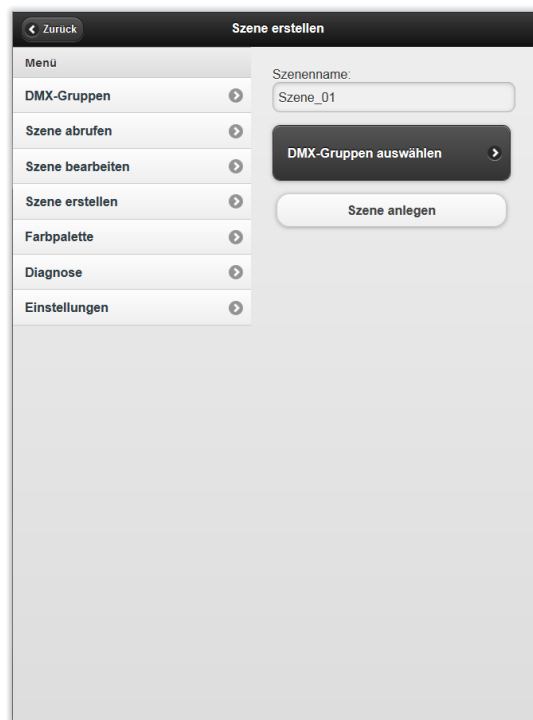 Zurück
Szene erstellen
Menü
DMX-Gruppen
Szene abrufen
Szene bearbeiten
Szene erstellen
Farbpalette
Diagnose
Einstellungen
Szenenname:
Szene_01
DMX-Gruppen auswählen
Szene anlegen